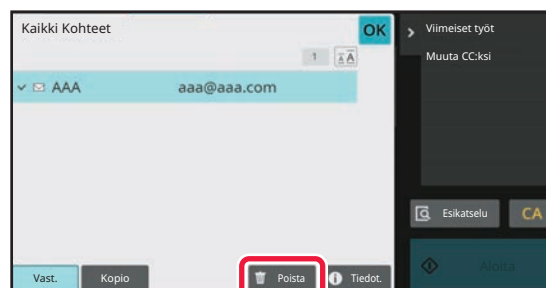 Kaikki Kohteet
OK
1
AAA aaa@aaa.com
Vast.
Kopio
Poista
Tiedot.
Viimeiset työt
Muuta CC:ksi
Esikatselu
CA
Aloita